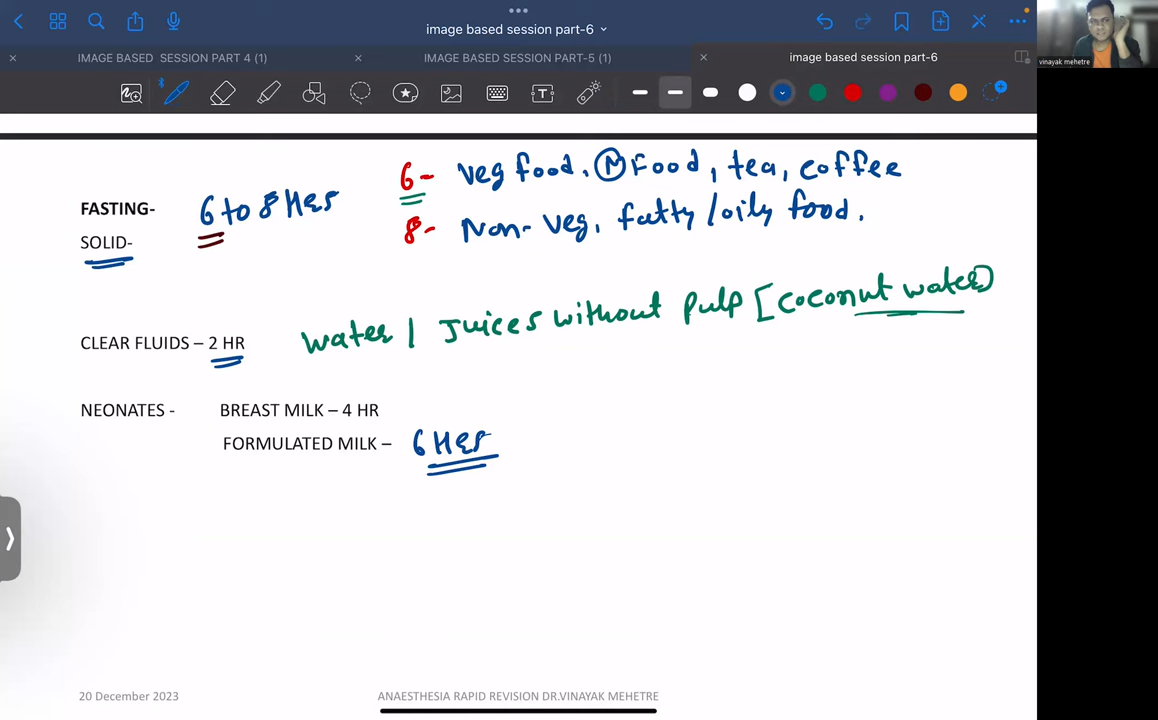 image based session part-6
IMAGE BASED SESSION PART 4 (1)
IMAGE BASED SESSION PART-5 (1)
image based session part-6
vinayak mehetre
6- veg food, Ⓝ Food, tea, coffee
FASTING- 6 to 8 Hrs
8- Non-veg, fatty/oily food.
SOLID-
water / Juices without pulp [coconut water]
CLEAR FLUIDS – 2 HR
NEONATES - BREAST MILK – 4 HR
FORMULATED MILK – 6 Hrs
20 December 2023
ANAESTHESIA RAPID REVISION DR.VINAYAK MEHETRE